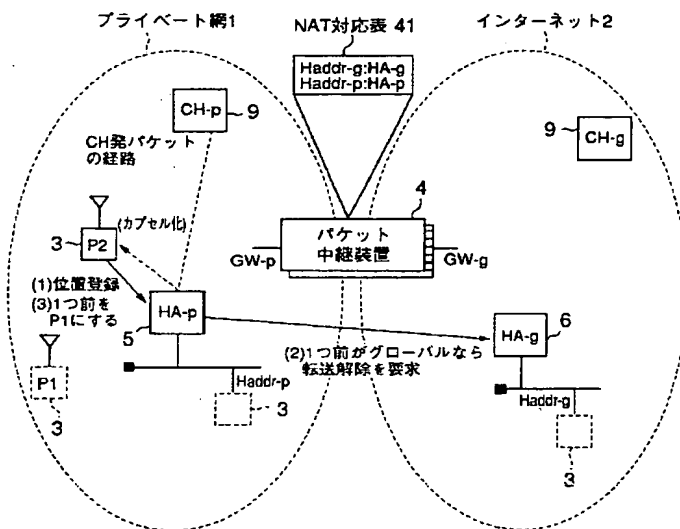 プライベート網1
NAT対応表 41
インターネット2
Haddr-g:HA-g
Haddr-p:HA-p
CH-p
9
CH発パケット
の経路
9
CH-g
4
(カプセル化)
3
P2
パケット
中継装置
GW-p
GW-g
(1)位置登録
(3)1つ前を
P1にする
HA-p
5
HA-g
6
(2)1つ前がグローバルなら
転送解除を要求
P1
3
Haddr-p
3
Haddr-g
3